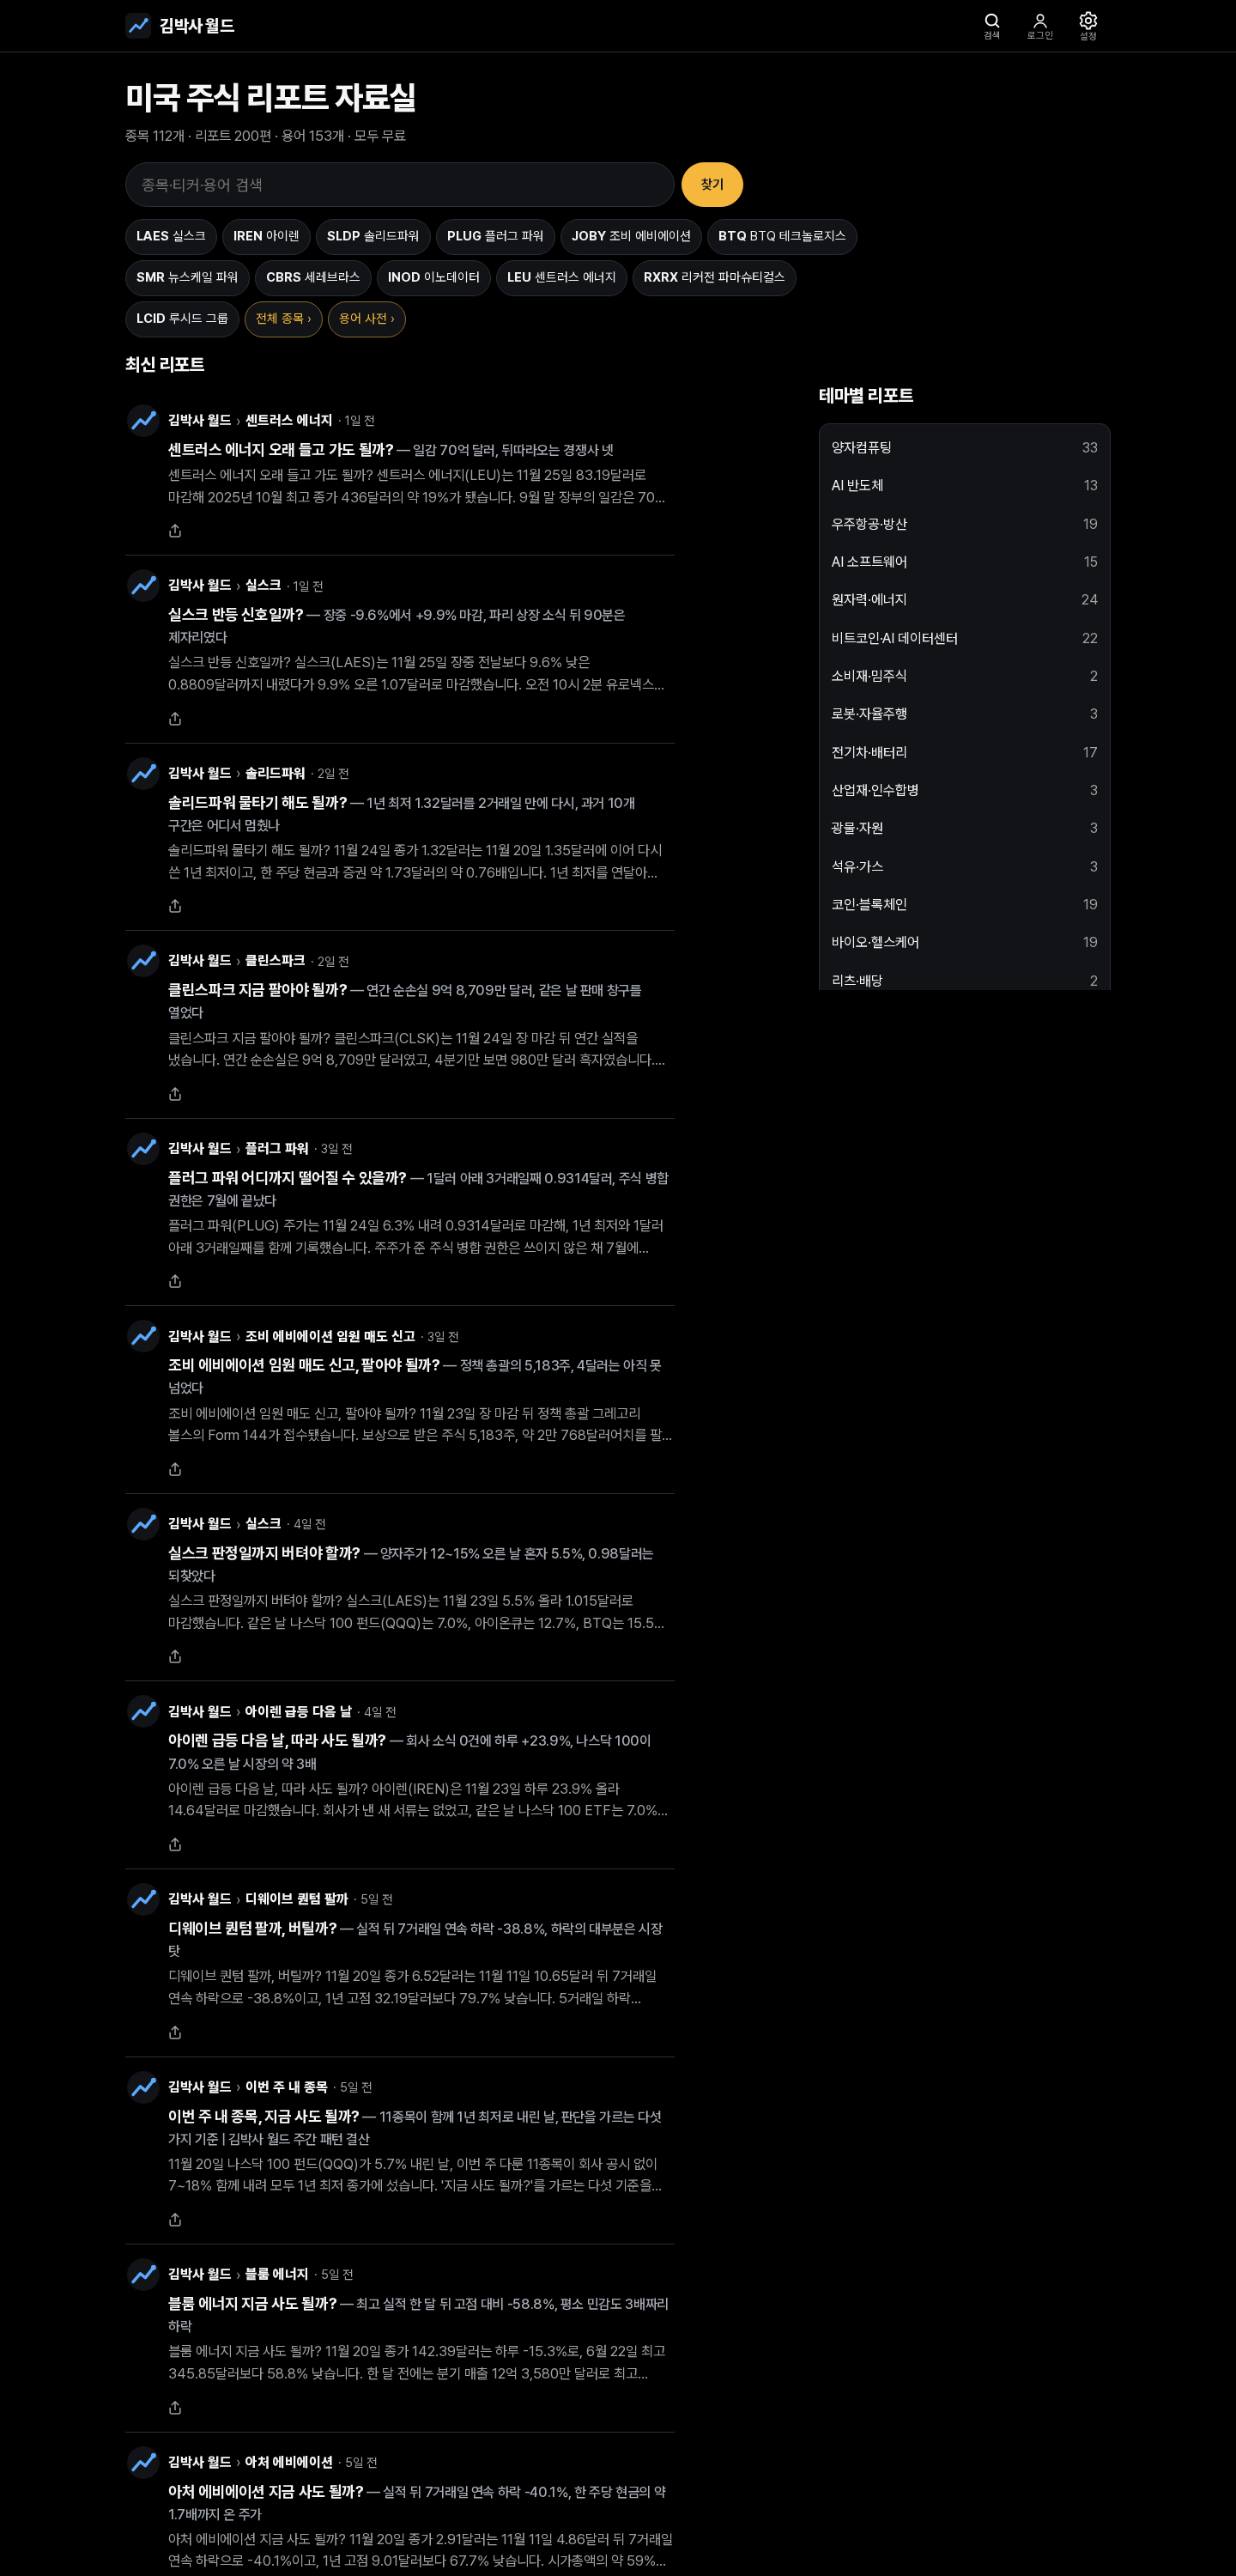 김박사 월드
검색
로그인
설정
미국 주식 리포트 자료실
종목 112개 · 리포트 200편 · 용어 153개 · 모두 무료
종목·티커·용어 검색
찾기
LAES 실스크
IREN 아이렌
SLDP 솔리드파워
PLUG 플러그 파워
JOBY 조비 에비에이션
BTQ BTQ 테크놀로지스
SMR 뉴스케일 파워
CBRS 세레브라스
INOD 이노데이터
LEU 센트러스 에너지
RXRX 리커전 파마슈티컬스
LCID 루시드 그룹
전체 종목 ›
용어 사전 ›
최신 리포트
김박사 월드 › 센트러스 에너지 · 1일 전
센트러스 에너지 오래 들고 가도 될까? — 일감 70억 달러, 뒤따라오는 경쟁사 넷
센트러스 에너지 오래 들고 가도 될까? 센트러스 에너지(LEU)는 11월 25일 83.19달러로
마감해 2025년 10월 최고 종가 436달러의 약 19%가 됐습니다. 9월 말 장부의 일감은 70...
김박사 월드 › 실스크 · 1일 전
실스크 반등 신호일까? — 장중 -9.6%에서 +9.9% 마감, 파리 상장 소식 뒤 90분은
제자리였다
실스크 반등 신호일까? 실스크(LAES)는 11월 25일 장중 전날보다 9.6% 낮은
0.8809달러까지 내렸다가 9.9% 오른 1.07달러로 마감했습니다. 오전 10시 2분 유로넥스...
김박사 월드 › 솔리드파워 · 2일 전
솔리드파워 물타기 해도 될까? — 1년 최저 1.32달러를 2거래일 만에 다시, 과거 10개
구간은 어디서 멈췄나
솔리드파워 물타기 해도 될까? 11월 24일 종가 1.32달러는 11월 20일 1.35달러에 이어 다시
쓴 1년 최저이고, 한 주당 현금과 증권 약 1.73달러의 약 0.76배입니다. 1년 최저를 연달아...
김박사 월드 › 클린스파크 · 2일 전
클린스파크 지금 팔아야 될까? — 연간 순손실 9억 8,709만 달러, 같은 날 판매 창구를
열었다
클린스파크 지금 팔아야 될까? 클린스파크(CLSK)는 11월 24일 장 마감 뒤 연간 실적을
냈습니다. 연간 순손실은 9억 8,709만 달러였고, 4분기만 보면 980만 달러 흑자였습니다....
김박사 월드 › 플러그 파워 · 3일 전
플러그 파워 어디까지 떨어질 수 있을까? — 1달러 아래 3거래일째 0.9314달러, 주식 병합
권한은 7월에 끝났다
플러그 파워(PLUG) 주가는 11월 24일 6.3% 내려 0.9314달러로 마감해, 1년 최저와 1달러
아래 3거래일째를 함께 기록했습니다. 주주가 준 주식 병합 권한은 쓰이지 않은 채 7월에...
김박사 월드 › 조비 에비에이션 임원 매도 신고 · 3일 전
조비 에비에이션 임원 매도 신고, 팔아야 될까? — 정책 총괄의 5,183주, 4달러는 아직 못
넘었다
조비 에비에이션 임원 매도 신고, 팔아야 될까? 11월 23일 장 마감 뒤 정책 총괄 그레고리
볼스의 Form 144가 접수됐습니다. 보상으로 받은 주식 5,183주, 약 2만 768달러어치를 팔...
김박사 월드 › 실스크 · 4일 전
실스크 판정일까지 버텨야 할까? — 양자주가 12~15% 오른 날 혼자 5.5%, 0.98달러는
되찾았다
실스크 판정일까지 버텨야 할까? 실스크(LAES)는 11월 23일 5.5% 올라 1.015달러로
마감했습니다. 같은 날 나스닥 100 펀드(QQQ)는 7.0%, 아이온큐는 12.7%, BTQ는 15.5...
김박사 월드 › 아이렌 급등 다음 날 · 4일 전
아이렌 급등 다음 날, 따라 사도 될까? — 회사 소식 0건에 하루 +23.9%, 나스닥 100이
7.0% 오른 날 시장의 약 3배
아이렌 급등 다음 날, 따라 사도 될까? 아이렌(IREN)은 11월 23일 하루 23.9% 올라
14.64달러로 마감했습니다. 회사가 낸 새 서류는 없었고, 같은 날 나스닥 100 ETF는 7.0%...
김박사 월드 › 디웨이브 퀀텀 팔까 · 5일 전
디웨이브 퀀텀 팔까, 버틸까? — 실적 뒤 7거래일 연속 하락 -38.8%, 하락의 대부분은 시장
탓
디웨이브 퀀텀 팔까, 버틸까? 11월 20일 종가 6.52달러는 11월 11일 10.65달러 뒤 7거래일
연속 하락으로 -38.8%이고, 1년 고점 32.19달러보다 79.7% 낮습니다. 5거래일 하락...
김박사 월드 › 이번 주 내 종목 · 5일 전
이번 주 내 종목, 지금 사도 될까? — 11종목이 함께 1년 최저로 내린 날, 판단을 가르는 다섯
가지 기준 | 김박사 월드 주간 패턴 결산
11월 20일 나스닥 100 펀드(QQQ)가 5.7% 내린 날, 이번 주 다룬 11종목이 회사 공시 없이
7~18% 함께 내려 모두 1년 최저 종가에 섰습니다. '지금 사도 될까?'를 가르는 다섯 기준을...
김박사 월드 › 블룸 에너지 · 5일 전
블룸 에너지 지금 사도 될까? — 최고 실적 한 달 뒤 고점 대비 -58.8%, 평소 민감도 3배짜리
하락
블룸 에너지 지금 사도 될까? 11월 20일 종가 142.39달러는 하루 -15.3%로, 6월 22일 최고
345.85달러보다 58.8% 낮습니다. 한 달 전에는 분기 매출 12억 3,580만 달러로 최고...
김박사 월드 › 아처 에비에이션 · 5일 전
아처 에비에이션 지금 사도 될까? — 실적 뒤 7거래일 연속 하락 -40.1%, 한 주당 현금의 약
1.7배까지 온 주가
아처 에비에이션 지금 사도 될까? 11월 20일 종가 2.91달러는 11월 11일 4.86달러 뒤 7거래일
연속 하락으로 -40.1%이고, 1년 고점 9.01달러보다 67.7% 낮습니다. 시가총액의 약 59%...
테마별 리포트
양자컴퓨팅 33
AI 반도체 13
우주항공·방산 19
AI 소프트웨어 15
원자력·에너지 24
비트코인·AI 데이터센터 22
소비재·밈주식 2
로봇·자율주행 3
전기차·배터리 17
산업재·인수합병 3
광물·자원 3
석유·가스 3
코인·블록체인 19
바이오·헬스케어 19
리츠·배당 2